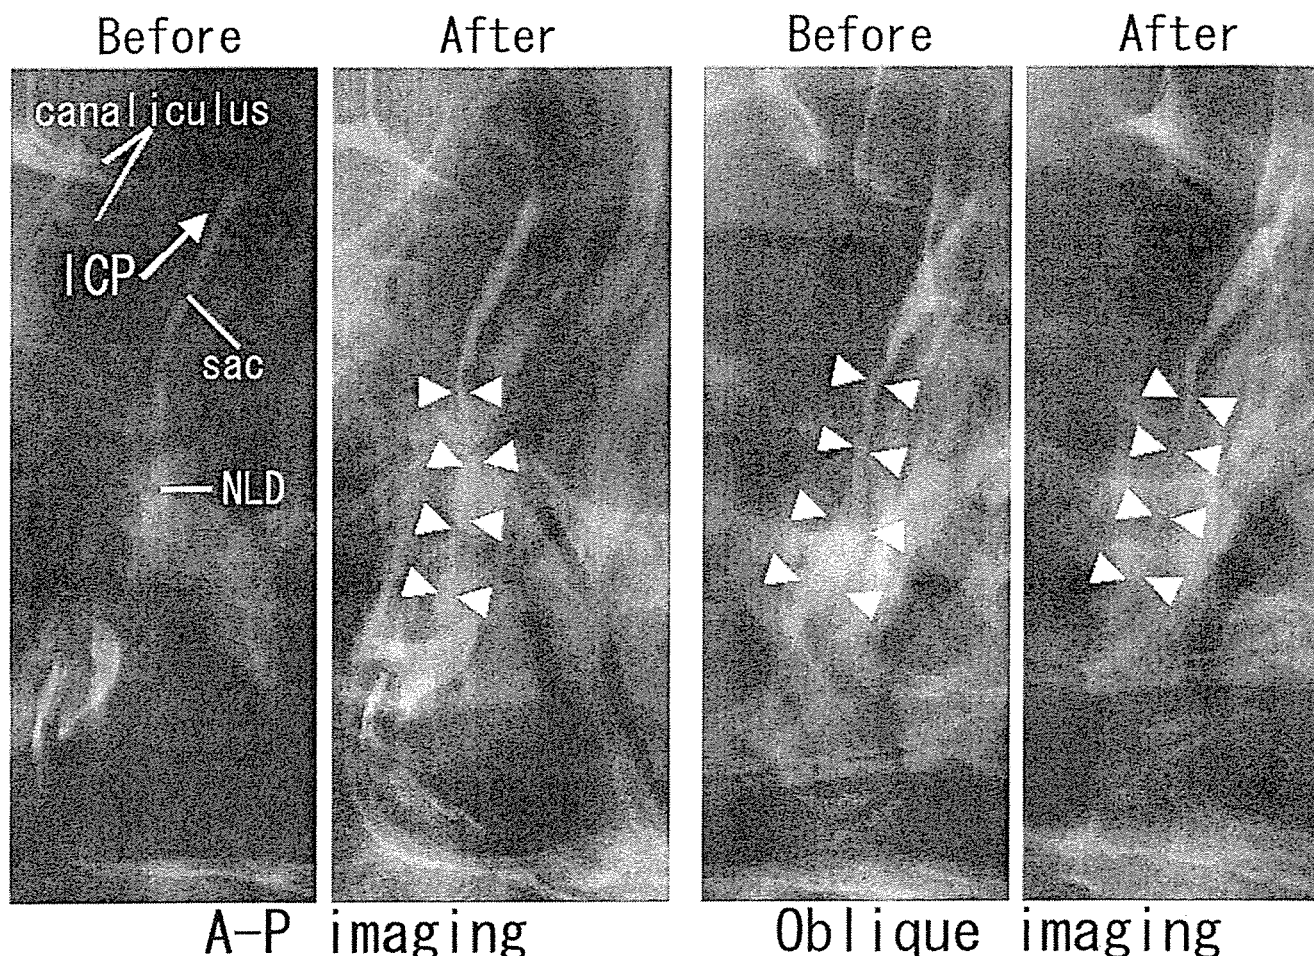 Before
After
Before
After
canaliculus
ICP
sac
NLD
A-P imaging
Oblique imaging